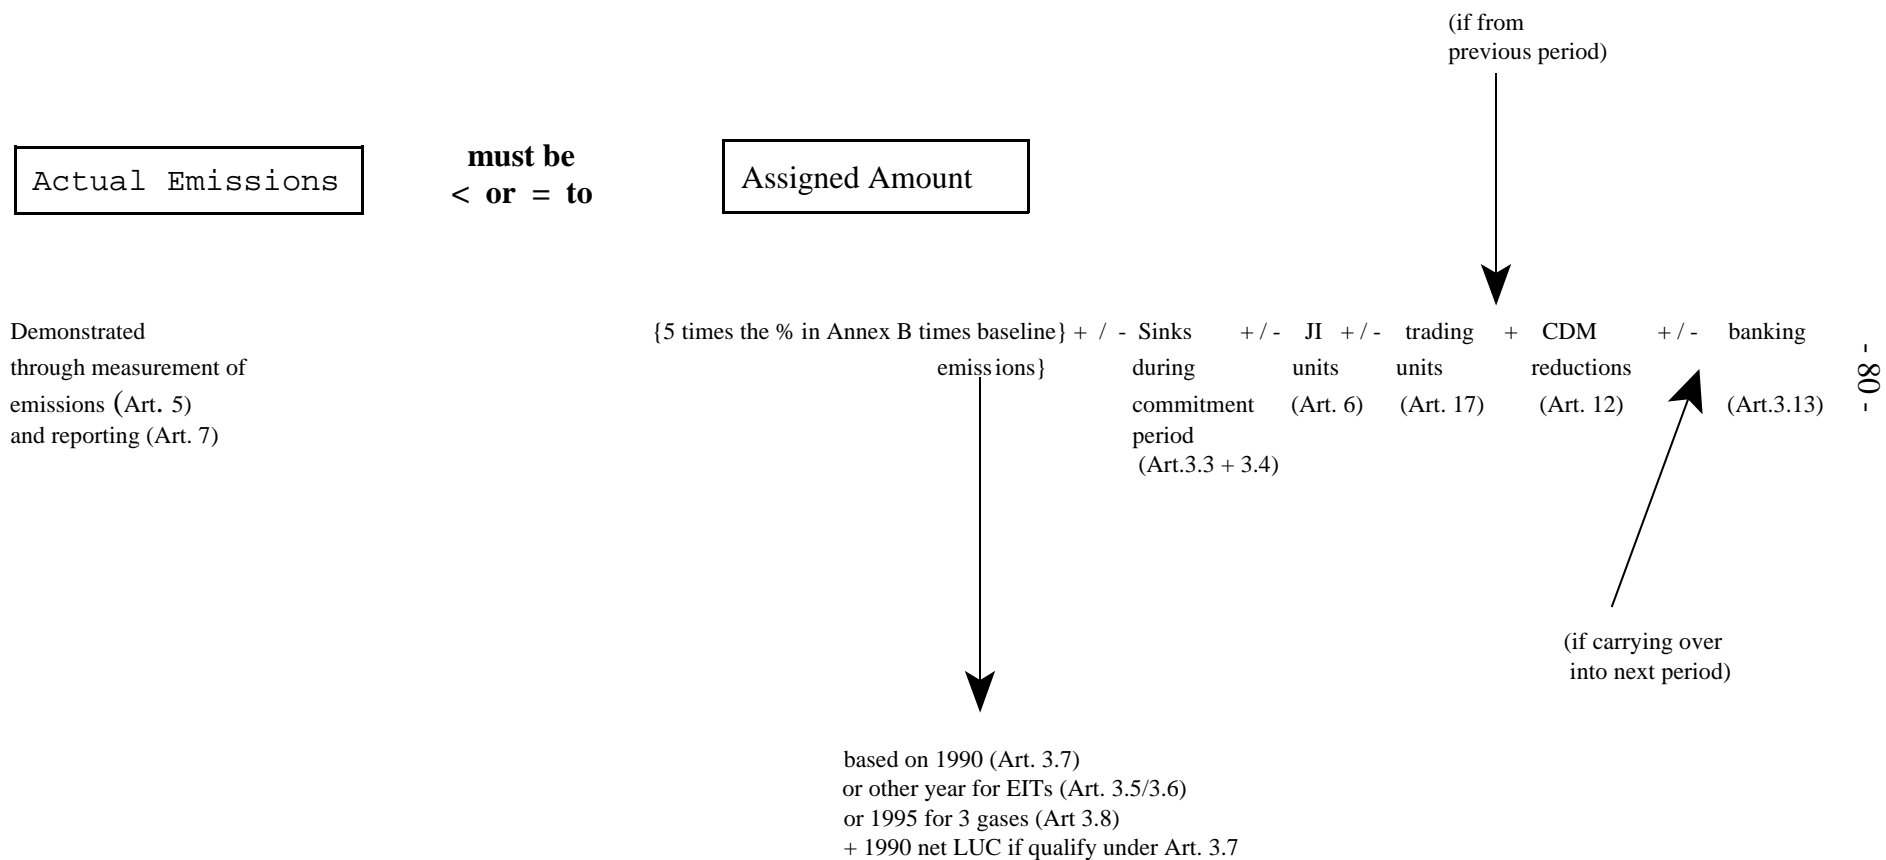 (if from
previous period)
Actual Emissions
must be
< or = to
Assigned Amount
Demonstrated
through measurement of
emissions (Art. 5)
and reporting (Art. 7)
{5 times the % in Annex B times baseline} + / - Sinks + / - JI + / - trading + CDM + / - banking
emissions} during units units reductions
commitment (Art. 6) (Art. 17) (Art. 12) (Art.3.13)
period
(Art.3.3 + 3.4)
- 80 -
(if carrying over
into next period)
based on 1990 (Art. 3.7)
or other year for EITs (Art. 3.5/3.6)
or 1995 for 3 gases (Art 3.8)
+ 1990 net LUC if qualify under Art. 3.7